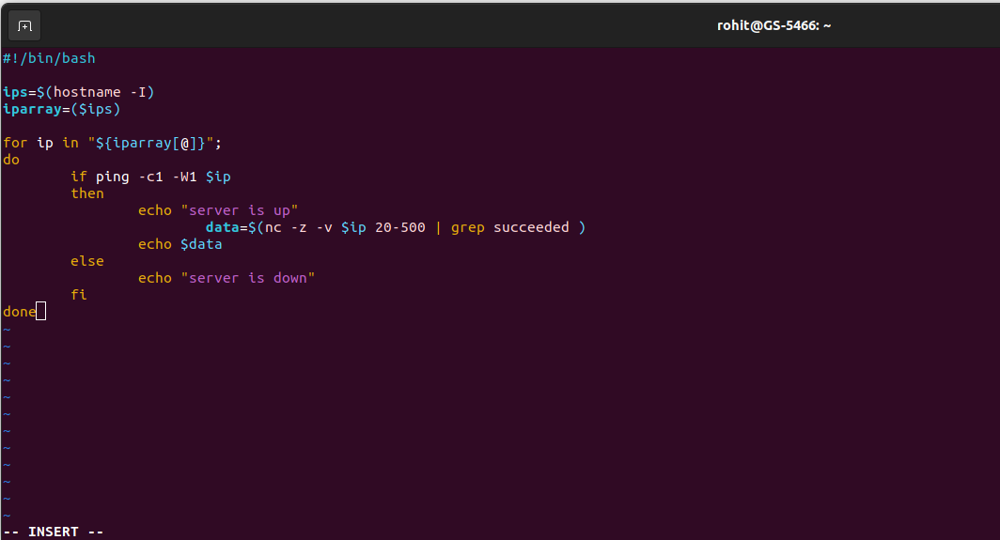 rohit@GS-5466: ~
#!/bin/bash
ips=$(hostname -I)
iparray=($ips)
for ip in "${iparray[@]}";
do
if ping -c1 -W1 $ip
then
echo "server is up"
data=$(nc -z -v $ip 20-500 | grep succeeded )
echo $data
else
echo "server is down"
fi
done
~
~
~
~
~
~
~
~
~
~
~
~
-- INSERT --